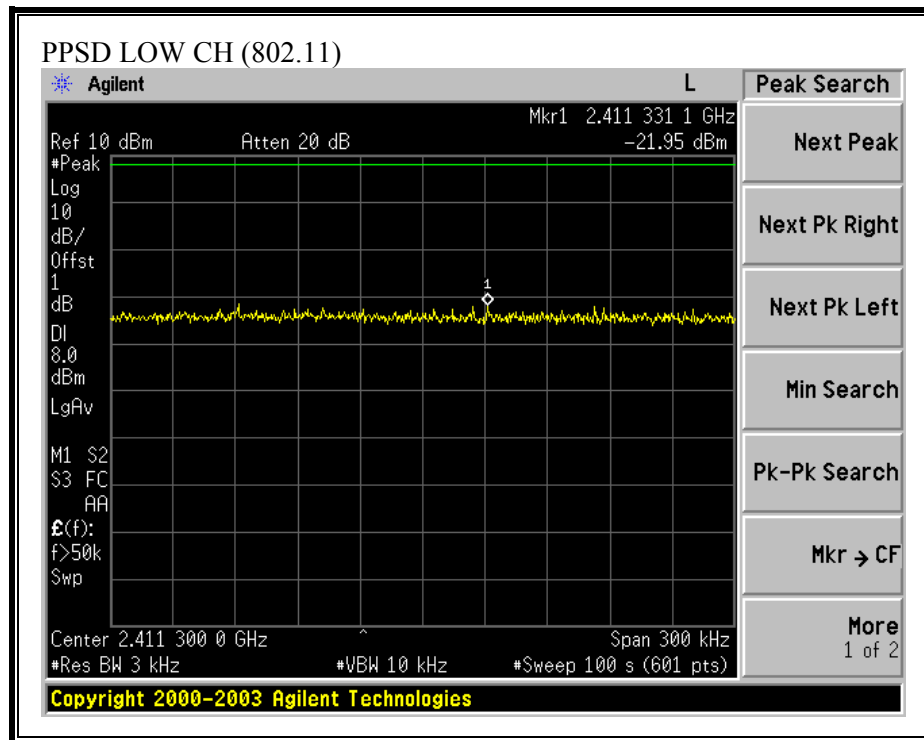 PPSD LOW CH (802.11)
Agilent
L
Mkr1 2.411 331 1 GHz
Ref 10 dBm
Atten 20 dB
−21.95 dBm
#Peak
Log
10
dB/
Offst
1
dB
DI
8.0
dBm
LgAv
M1 S2
S3 FC
AA
£(f):
f>50k
Swp
1
Center 2.411 300 0 GHz
^
Span 300 kHz
#Res BW 3 kHz
#VBW 10 kHz
#Sweep 100 s (601 pts)
Copyright 2000–2003 Agilent Technologies
Peak Search
Next Peak
Next Pk Right
Next Pk Left
Min Search
Pk–Pk Search
Mkr → CF
More
1 of 2